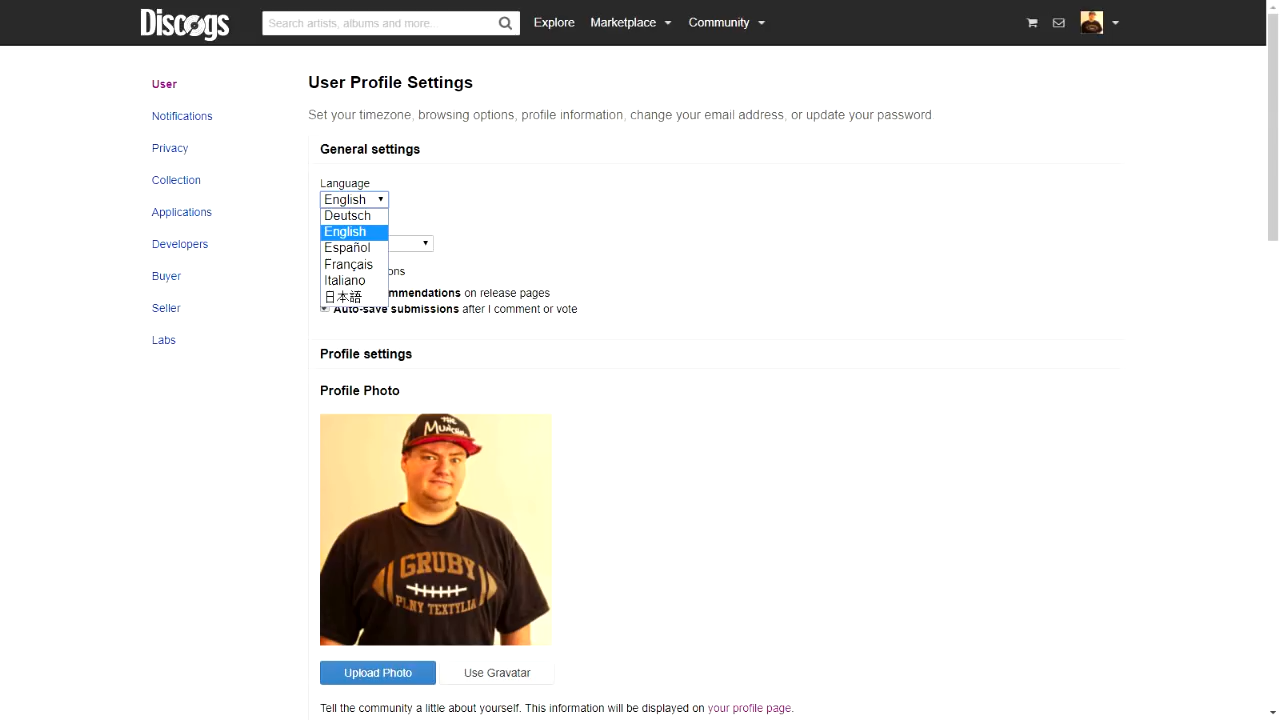 Discogs
Search artists, albums and more...
Explore
Marketplace
Community
User
Notifications
Privacy
Collection
Applications
Developers
Buyer
Seller
Labs
User Profile Settings
Set your timezone, browsing options, profile information, change your email address, or update your password.
General settings
Language
English
Deutsch
English
Español
Français
Italiano
日本語
ons
mmendations on release pages
Auto-save submissions after I comment or vote
Profile settings
Profile Photo
THE
GRUBY
PLNY TEXTYLIA
Upload Photo
Use Gravatar
Tell the community a little about yourself. This information will be displayed on your profile page.